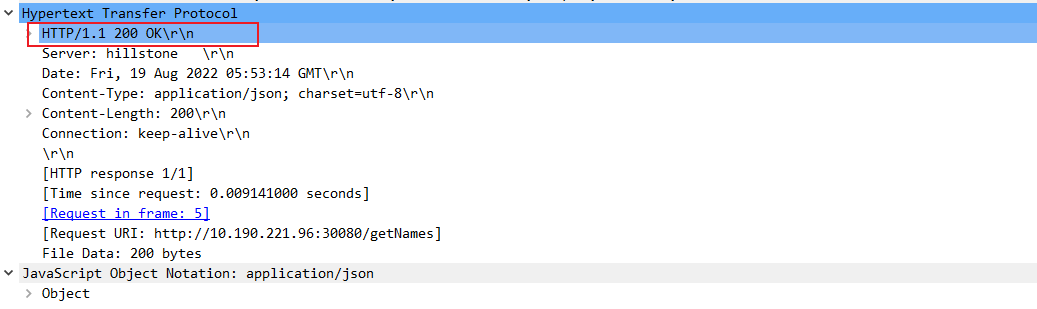 Hypertext Transfer Protocol
HTTP/1.1 200 OK\r\n
Server: hillstone   \r\n
Date: Fri, 19 Aug 2022 05:53:14 GMT\r\n
Content-Type: application/json; charset=utf-8\r\n
Content-Length: 200\r\n
Connection: keep-alive\r\n
\r\n
[HTTP response 1/1]
[Time since request: 0.009141000 seconds]
[Request in frame: 5]
[Request URI: http://10.190.221.96:30080/getNames]
File Data: 200 bytes
JavaScript Object Notation: application/json
Object